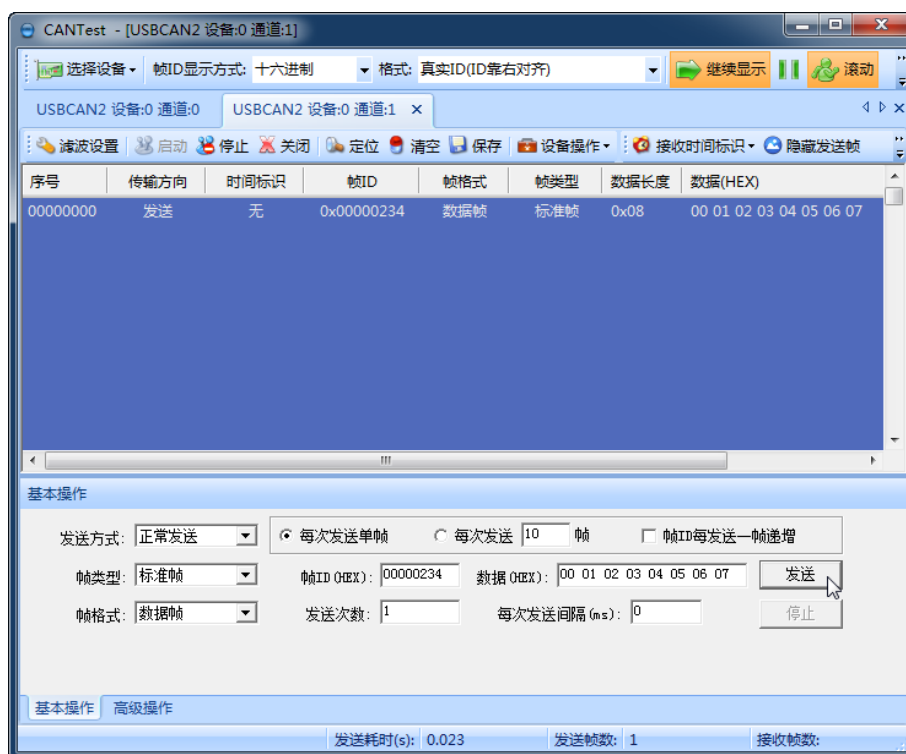 CANTest - [USBCAN2 设备:0 通道:1]
选择设备 帧ID显示方式: 十六进制 格式: 真实ID(ID靠右对齐) 继续显示 滚动
USBCAN2 设备:0 通道:0 USBCAN2 设备:0 通道:1
滤波设置 启动 停止 关闭 定位 清空 保存 设备操作 接收时间标识 隐藏发送帧
序号 传输方向 时间标识 帧ID 帧格式 帧类型 数据长度 数据(HEX)
00000000 发送 无 0x00000234 数据帧 标准帧 0x08 00 01 02 03 04 05 06 07
基本操作
发送方式: 正常发送 每次发送单帧 每次发送 10 帧 帧ID每发送一帧递增
帧类型: 标准帧 帧ID(HEX): 00000234 数据(HEX): 00 01 02 03 04 05 06 07 发送
帧格式: 数据帧 发送次数: 1 每次发送间隔(ms): 0 停止
基本操作 高级操作
发送耗时(s): 0.023 发送帧数: 1 接收帧数: